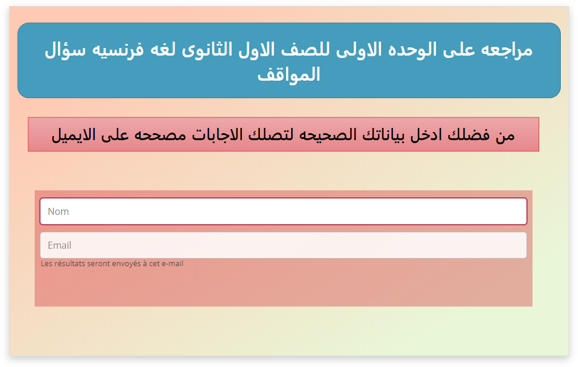 مراجعه على الوحده الاولى للصف الاول الثانوى لغه فرنسيه سؤال
المواقف
من فضلك ادخل بياناتك الصحيحه لتصلك الاجابات مصححه على الايميل
Nom
Email
Les résultats seront envoyés à cet e-mail